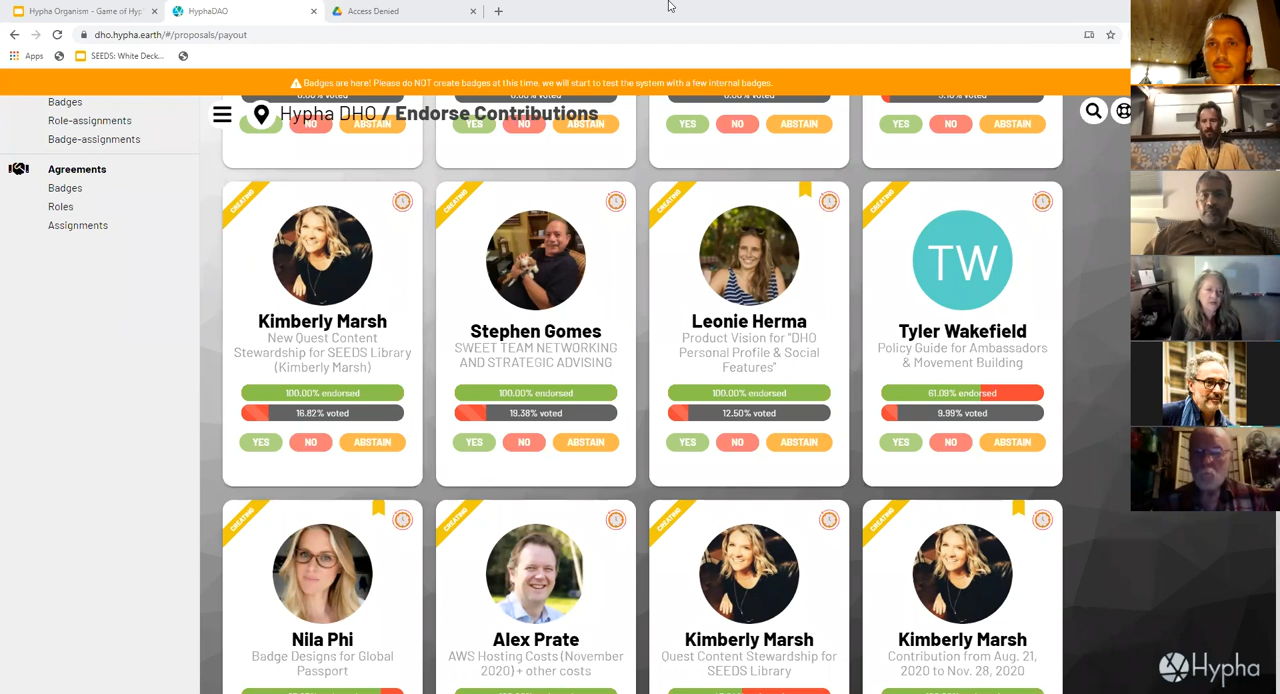 Hypha Organism - Game of Hyp
HyphaDAO
Access Denied
dho.hypha.earth/#/proposals/payout
Apps
SEEDS: White Deck...
Badges are here! Please do NOT create badges at this time, we will start to test the system with a few internal badges.
Badges
Role-assignments
Badge-assignments
Agreements
Badges
Roles
Assignments
Hypha DHO / Endorse Contributions
NO ABSTAIN
YES NO ABSTAIN
YES NO ABSTAIN
YES NO ABSTAIN
CREATING
Kimberly Marsh
New Quest Content
Stewardship for SEEDS Library
(Kimberly Marsh)
100.00% endorsed
16.82% voted
YES NO ABSTAIN
CREATING
Stephen Gomes
SWEET TEAM NETWORKING
AND STRATEGIC ADVISING
100.00% endorsed
19.38% voted
YES NO ABSTAIN
CREATING
Leonie Herma
Product Vision for "DHO
Personal Profile & Social
Features"
100.00% endorsed
12.50% voted
YES NO ABSTAIN
CREATING
TW
Tyler Wakefield
Policy Guide for Ambassadors
& Movement Building
61.09% endorsed
9.99% voted
YES NO ABSTAIN
CREATING
Nila Phi
Badge Designs for Global
Passport
CREATING
Alex Prate
AWS Hosting Costs (November
2020) + other costs
CREATING
Kimberly Marsh
Quest Content Stewardship for
SEEDS Library
CREATING
Kimberly Marsh
Contribution from Aug. 21,
2020 to Nov. 28, 2020
Hypha